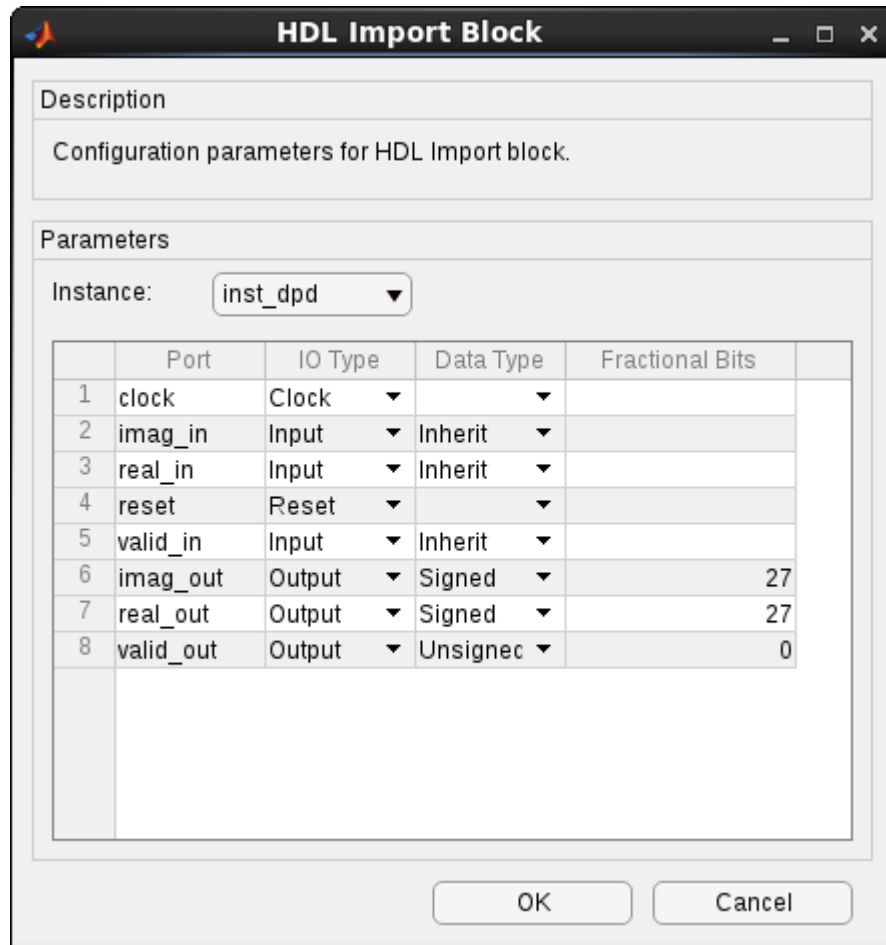 HDL Import Block
Description
Configuration parameters for HDL Import block.
Parameters
Instance: inst_dpd
Port IO Type Data Type Fractional Bits
1 clock Clock
2 imag_in Input Inherit
3 real_in Input Inherit
4 reset Reset
5 valid_in Input Inherit
6 imag_out Output Signed 27
7 real_out Output Signed 27
8 valid_out Output Unsigned 0
OK Cancel